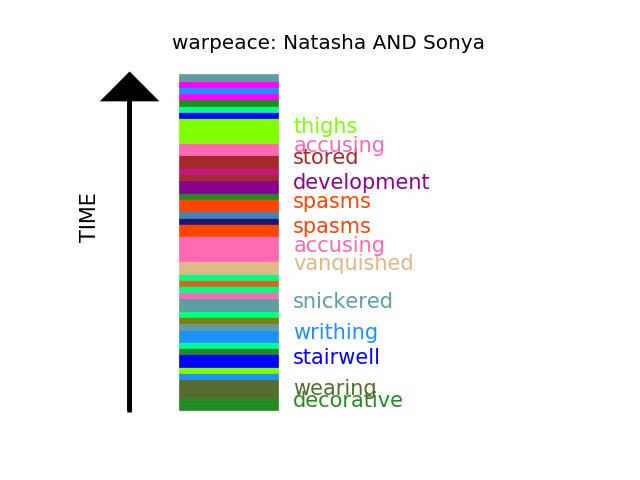 warpeace: Natasha AND Sonya
thighs
accusing
stored
development
spasms
spasms
accusing
vanquished
snickered
writhing
stairwell
wearing
decorative
TIME